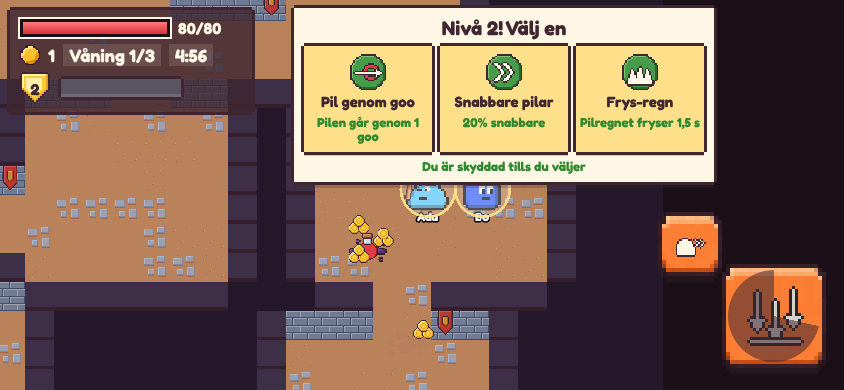 80/80
1
Våning 1/3
4:56
2
Nivå 2! Välj en
Pil genom goo
Pilen går genom 1
goo
Snabbare pilar
20% snabbare
Frys-regn
Pilregnet fryser 1,5 s
Du är skyddad tills du väljer
Bo